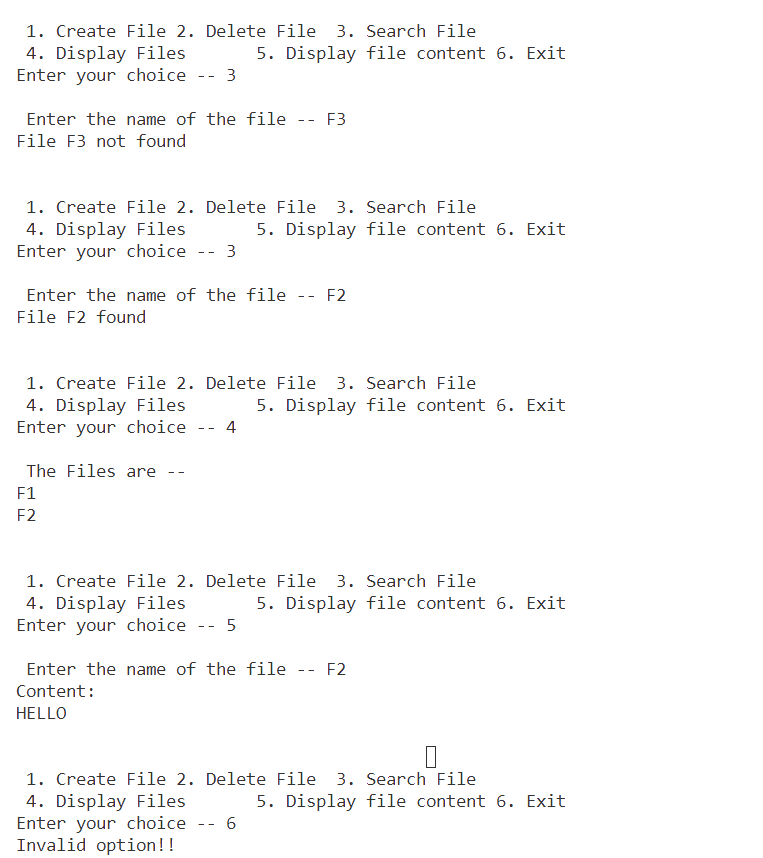 1. Create File 2. Delete File  3. Search File
4. Display Files       5. Display file content 6. Exit
Enter your choice -- 3
Enter the name of the file -- F3
File F3 not found
1. Create File 2. Delete File  3. Search File
4. Display Files       5. Display file content 6. Exit
Enter your choice -- 3
Enter the name of the file -- F2
File F2 found
1. Create File 2. Delete File  3. Search File
4. Display Files       5. Display file content 6. Exit
Enter your choice -- 4
The Files are --
F1
F2
1. Create File 2. Delete File  3. Search File
4. Display Files       5. Display file content 6. Exit
Enter your choice -- 5
Enter the name of the file -- F2
Content:
HELLO
1. Create File 2. Delete File  3. Search File
4. Display Files       5. Display file content 6. Exit
Enter your choice -- 6
Invalid option!!